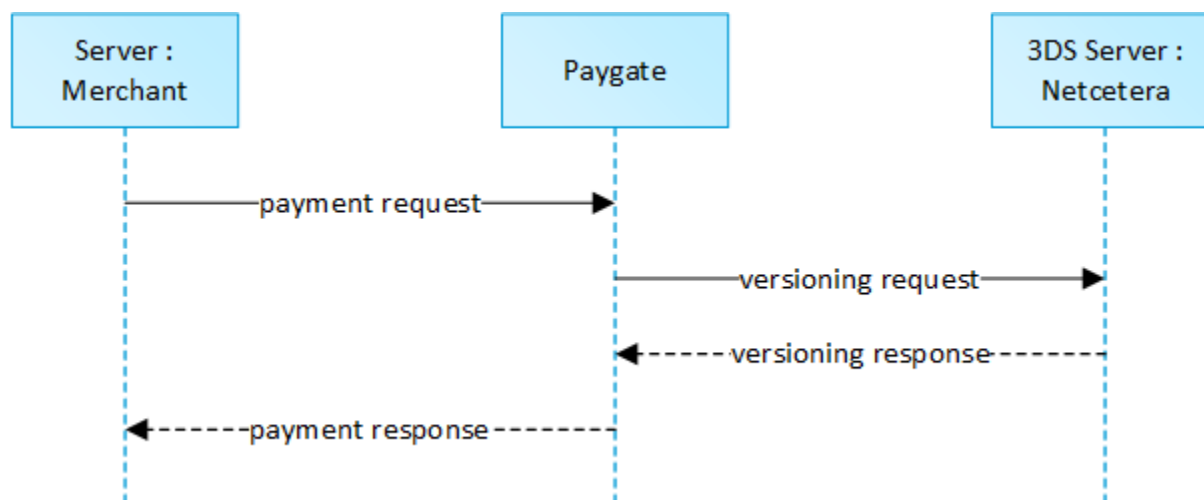 Server :
Merchant
Paygate
3DS Server :
Netcetera
payment request
versioning request
versioning response
payment response